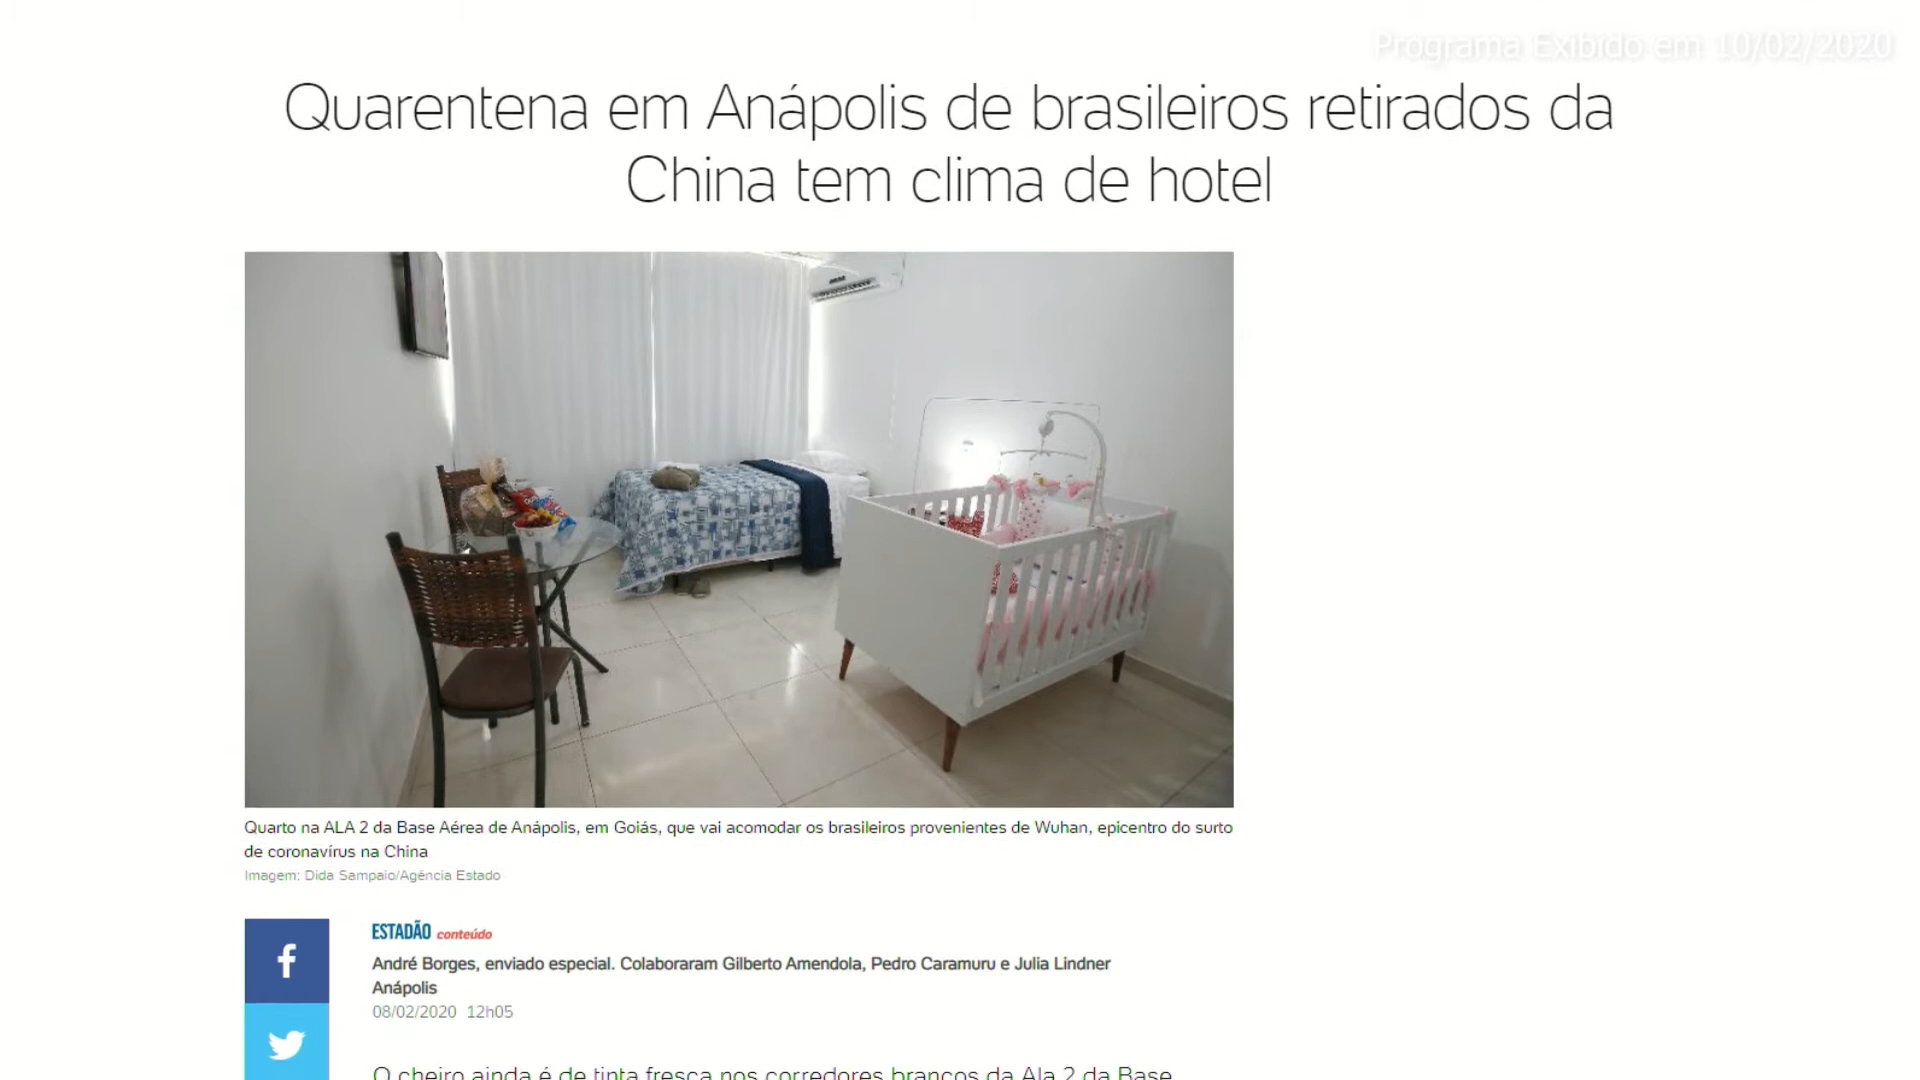 Programa Exibido em 10/02/2020
Quarentena em Anápolis de brasileiros retirados da
China tem clima de hotel
Quarto na ALA 2 da Base Aérea de Anápolis, em Goiás, que vai acomodar os brasileiros provenientes de Wuhan, epicentro do surto
de coronavírus na China
Imagem: Dida Sampaio/Agência Estado
f
ESTADÃO conteúdo
André Borges, enviado especial. Colaboraram Gilberto Amendola, Pedro Caramuru e Julia Lindner
Anápolis
08/02/2020 12h05
O cheiro ainda é de tinta fresca nos corredores brancos da Ala 2 da Base